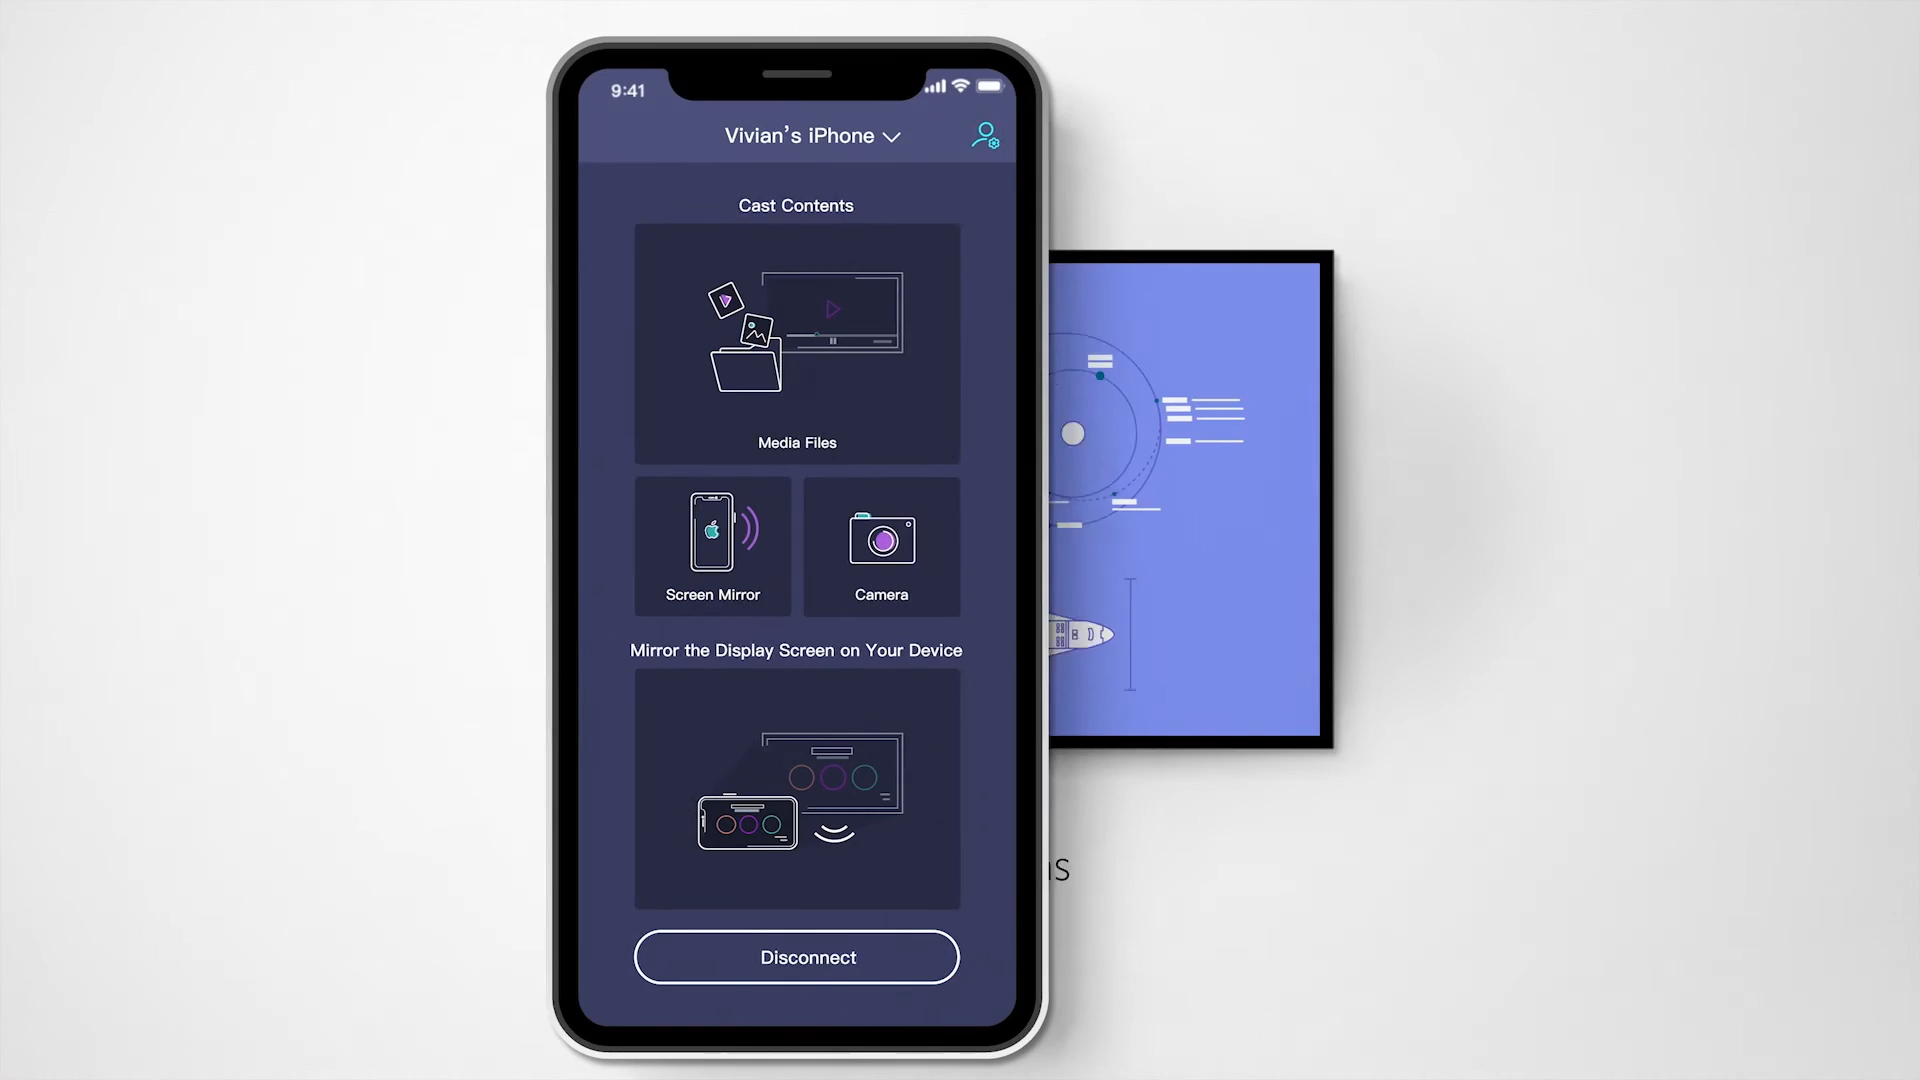 9:41
Vivian's iPhone
Cast Contents
Media Files
Screen Mirror
Camera
Mirror the Display Screen on Your Device
Disconnect